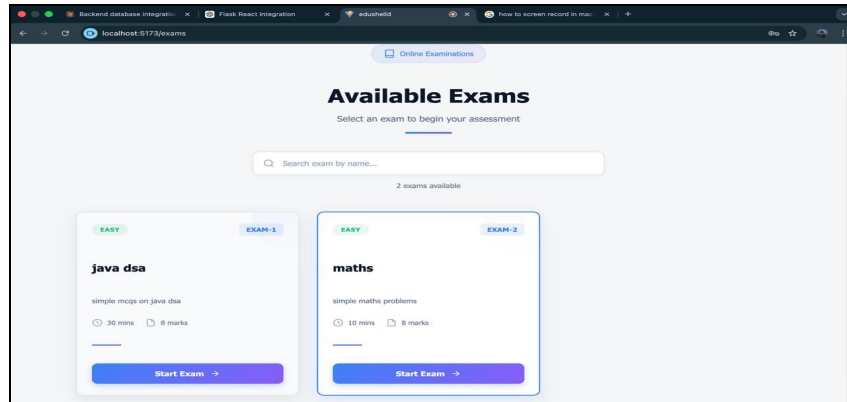 Backend database integratio
Flask React Integration
edusheild
how to screen record in mac
localhost:5173/exams
Online Examinations
Available Exams
Select an exam to begin your assessment
Search exam by name...
2 exams available
EASY EXAM-1
java dsa
simple mcqs on java dsa
30 mins 8 marks
Start Exam →
EASY EXAM-2
maths
simple maths problems
10 mins 8 marks
Start Exam →